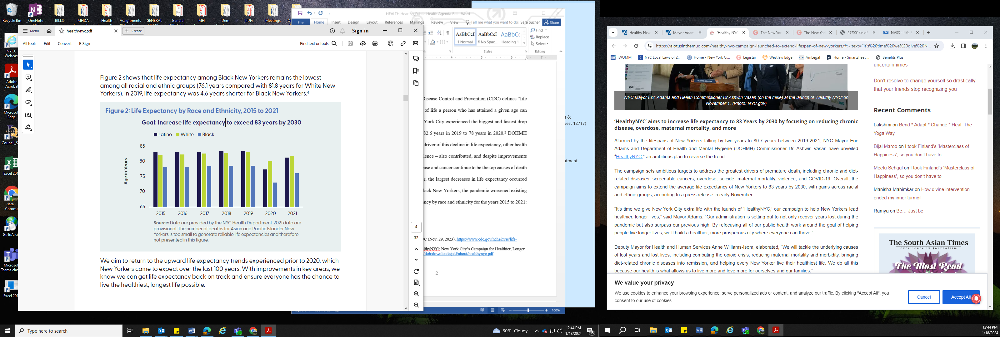 Recycle Bin
OneNote
2016
BILLS
MHDA
Health
Assignments
GENERAL
General
MH
Dem
PDFs
Meetings
NYCC
Webcast
Adobe
Acrobat
Microsof
Edge
Council_S
Excel 201
sara -
Chrome
GoToAssi
Microsof
Teams clas
Excel 201
Menu
healthynyc.pdf
Create
Sign in
All tools
Edit
Convert
E-Sign
Find text or tools
Figure 2 shows that life expectancy among Black New Yorkers remains the lowest
among all racial and ethnic groups (76.1 years compared with 81.8 years for White New
Yorkers). In 2019, life expectancy was 4.6 years shorter for Black New Yorkers.4
Figure 2: Life Expectancy by Race and Ethnicity, 2015 to 2021
Goal: Increase life expectancy to exceed 83 years by 2030
Latino White Black
Age in Years
85
80
75
70
65
2015 2016 2017 2018 2019 2020 2021
Source: Data are provided by the NYC Health Department. 2021 data are
provisional. The number of deaths for Asian and Pacific Islander New
Yorkers is too small to generate reliable life expectancies and therefore
not presented in this figure.
We aim to return to the upward life expectancy trends experienced prior to 2020, which
New Yorkers came to expect over the last 100 years. With improvements in key areas, we
know we can get life expectancy back on track and ensure everyone has the chance to
live the healthiest, longest life possible.
4
32
HEALTH Hearing_Public Health Agenda Bill - Word
File Home Insert Design Layout References Mailings Review View Tell me what you want to do Sara Sucher Share
AaBbCcI AaBbCcI AaBbCc
¶ Normal ¶ No Spac... Heading 1
Find
Replace
Select
Styles
Editing
4 5 6 7
Disease Control and Prevention (CDC) defines “life
of life a person who has attained a given age can
York City experienced the biggest and fastest drop
82.6 years in 2019 to 78 years in 2020.2 DOHMH
driver of this decline in life expectancy, other health
lence – also contributed, and despite improvements
ase and cancer continue to be the top causes of death
r, the largest decreases in life expectancy occurred
lack New Yorkers, the pandemic worsened existing
ncy by race and ethnicity for the years 2015 to 2021:
DC (Nov. 29, 2023), https://www.cdc.gov/nchs/nvss/life-
lthyNYC: New York City’s Campaign for Healthier, Longer
/doh/downloads/pdf/about/healthynyc.pdf.
2
100%
s &
uest 12717)
atment
Healthy New
Mayor Adam
'Healthy NYC
The New Yor
The New Yor
27f0014e-d5
NVSS - Life E
https://alotusinthemud.com/healthy-nyc-campaign-launched-to-extend-lifespan-of-new-yorkers/#:~:text="It's%20time%20we%20give%20N...
IWOMM
NYC Local Laws of 2...
Home - New York Ci...
Legistar
Westlaw Edge
AmLegal
Home - Smartsheet....
Benefits Plus
NYC Mayor Eric Adams and Health Commissioner Dr Ashwin Vasan (on the mike) at the launch of ‘Healthy NYC’ on
November 1. (Photo: NYC.gov)
‘HealthyNYC’ aims to increase life expectancy to 83 Years by 2030 by focusing on reducing chronic
disease, overdose, maternal mortality, and more
Alarmed by the lifespans of New Yorkers falling by two years to 80.7 years between 2019-2021, NYC Mayor Eric
Adams and Department of Health and Mental Hygiene (DOHMH) Commissioner Dr. Ashwin Vasan have unveiled
“HealthyNYC,” an ambitious plan to reverse the trend.
The campaign sets ambitious targets to address the greatest drivers of premature death, including chronic and diet-
related diseases, screenable cancers, overdose, suicide, maternal mortality, violence, and COVID-19. Overall, the
campaign aims to extend the average life expectancy of New Yorkers to 83 years by 2030, with gains across racial
and ethnic groups, according to a press release in early November.
“It’s time we give New York City extra life with the launch of ‘HealthyNYC,’ our campaign to help New Yorkers lead
healthier, longer lives,” said Mayor Adams. “Our administration is setting out to not only recover years lost during the
pandemic but also surpass our previous high. By refocusing all of our public health work around the goal of helping
people live longer lives, we’ll build a healthier, more prosperous city where everyone can thrive.”
Deputy Mayor for Health and Human Services Anne Williams-Isom, elaborated, “We will tackle the underlying causes
of lost years and lost lives, including combating the opioid crisis, reducing maternal mortality and morbidity, bringing
diet-related chronic diseases into remission, and helping every New Yorker live their healthiest life. We do all this
because our health is what allows us to live more and love more for ourselves and our families.”
uncertain times
Don’t resolve to change yourself so drastically
that your friends stop recognizing you
Recent Comments
Lakshmi on Bend * Adapt * Change * Heal: The
Yoga Way
Bijal Maroo on I took Finland’s ‘Masterclass of
Happiness’, so you don’t have to
Meetu Sehgal on I took Finland’s ‘Masterclass of
Happiness’, so you don’t have to
Manisha Mahimkar on How divine intervention
ended my inner turmoil
Ramya on Be… Just be
The South Asian Times
excellence in journalism
The Most Read
We value your privacy
We use cookies to enhance your browsing experience, serve personalized ads or content, and analyze our traffic. By clicking "Accept All", you
consent to our use of cookies.
Cancel
Accept All
Type here to search
30°F Cloudy
12:44 PM
1/18/2024
15
12:44 PM
1/18/2024